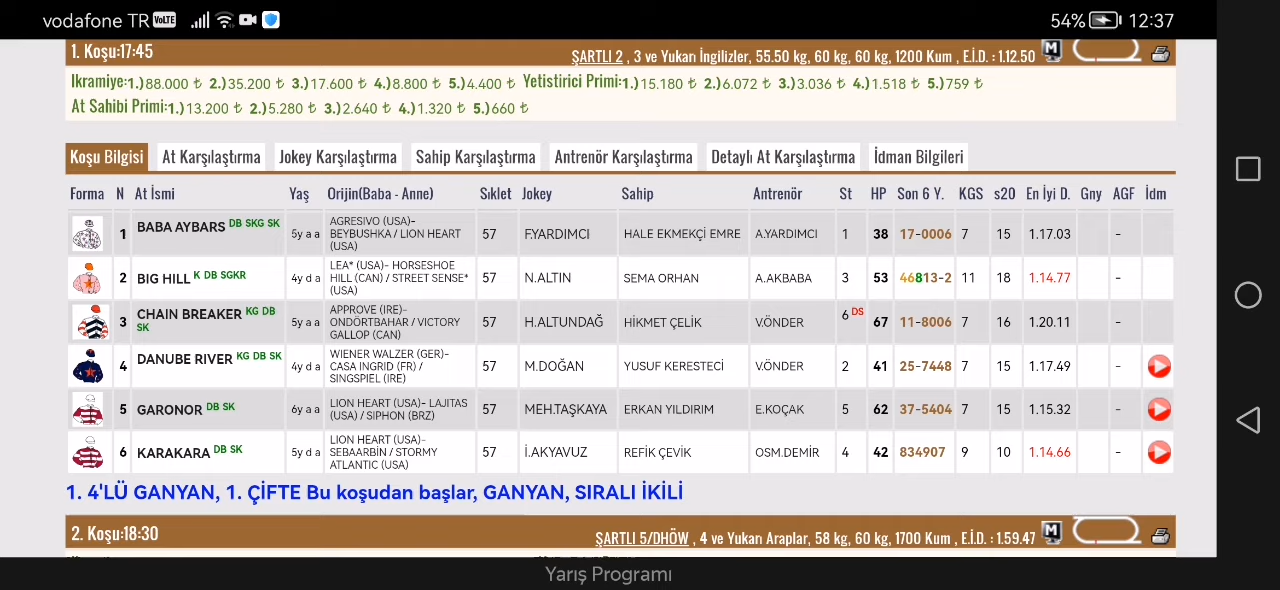 vodafone TR VoLTE 54% 12:37
1. Koşu:17:45 ŞARTLI 2 , 3 ve Yukarı İngilizler, 55.50 kg, 60 kg, 60 kg, 1200 Kum , E.İ.D. : 1.12.50 M
Ikramiye:1.)88.000 ₺ 2.)35.200 ₺ 3.)17.600 ₺ 4.)8.800 ₺ 5.)4.400 ₺ Yetistirici Primi:1.)15.180 ₺ 2.)6.072 ₺ 3.)3.036 ₺ 4.)1.518 ₺ 5.)759 ₺
At Sahibi Primi:1.)13.200 ₺ 2.)5.280 ₺ 3.)2.640 ₺ 4.)1.320 ₺ 5.)660 ₺
Koşu Bilgisi At Karşılaştırma Jokey Karşılaştırma Sahip Karşılaştırma Antrenör Karşılaştırma Detaylı At Karşılaştırma İdman Bilgileri
Forma N At İsmi Yaş Orijin(Baba - Anne) Sıklet Jokey Sahip Antrenör St HP Son 6 Y. KGS s20 En İyi D. Gny AGF İdm
1 BABA AYBARS DB SKG SK 5y a a AGRESIVO (USA)- BEYBUSHKA / LION HEART (USA) 57 F.YARDIMCI HALE EKMEKÇİ EMRE A.YARDIMCI 1 38 17-0006 7 15 1.17.03 -
2 BIG HILL K DB SGKR 4y d a LEA* (USA)- HORSESHOE HILL (CAN) / STREET SENSE* (USA) 57 N.ALTIN SEMA ORHAN A.AKBABA 3 53 46813-2 11 18 1.14.77 -
3 CHAIN BREAKER KG DB SK 5y a a APPROVE (IRE)- ONDÖRTBAHAR / VICTORY GALLOP (CAN) 57 H.ALTUNDAĞ HİKMET ÇELİK V.ÖNDER 6 DS 67 11-8006 7 16 1.20.11 -
4 DANUBE RIVER KG DB SK 4y d a WIENER WALZER (GER)- CASA INGRID (FR) / SINGSPIEL (IRE) 57 M.DOĞAN YUSUF KERESTECİ V.ÖNDER 2 41 25-7448 7 15 1.17.49 -
5 GARONOR DB SK 6y a a LION HEART (USA)- LAJITAS (USA) / SIPHON (BRZ) 57 MEH.TAŞKAYA ERKAN YILDIRIM E.KOÇAK 5 62 37-5404 7 15 1.15.32 -
6 KARAKARA DB SK 5y d a LION HEART (USA)- SEBAARBİN / STORMY ATLANTIC (USA) 57 İ.AKYAVUZ REFİK ÇEVİK OSM.DEMİR 4 42 834907 9 10 1.14.66 -
1. 4'LÜ GANYAN, 1. ÇİFTE Bu koşudan başlar, GANYAN, SIRALI İKİLİ
2. Koşu:18:30 ŞARTLI 5/DHÖW , 4 ve Yukarı Araplar, 58 kg, 60 kg, 1700 Kum , E.İ.D. : 1.59.47 M
Yarış Programı